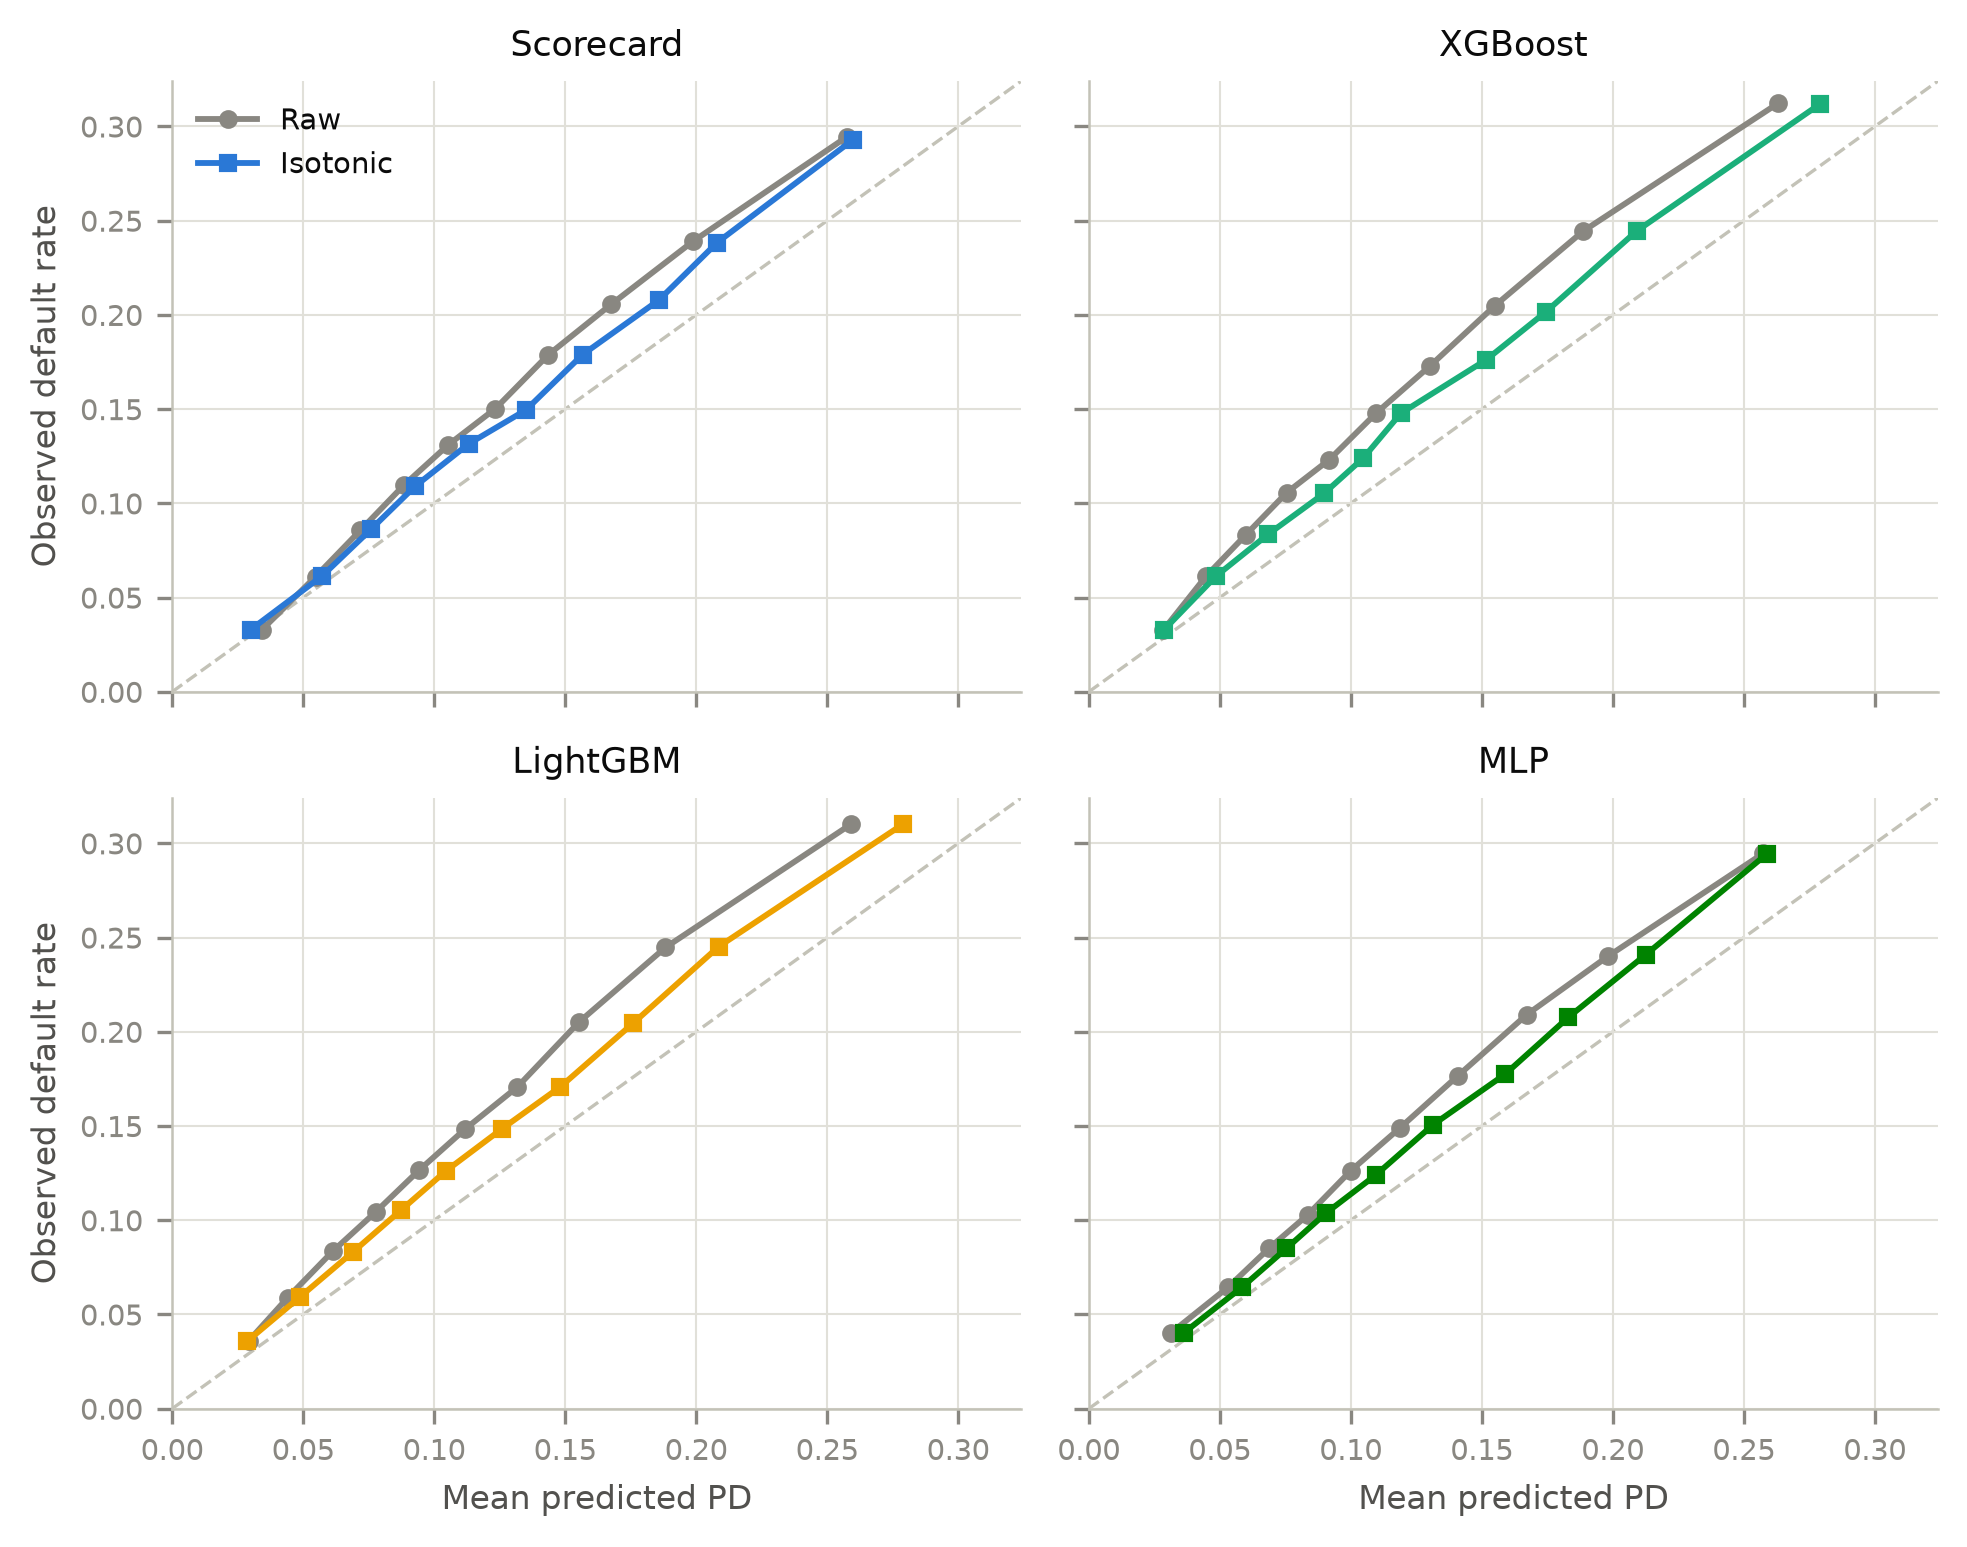 Scorecard
XGBoost
Raw
Isotonic
0.30
0.25
0.20
0.15
0.10
0.05
0.00
Observed default rate
LightGBM
MLP
0.30
0.25
0.20
0.15
0.10
0.05
0.00
Observed default rate
0.00 0.05 0.10 0.15 0.20 0.25 0.30
0.00 0.05 0.10 0.15 0.20 0.25 0.30
Mean predicted PD
Mean predicted PD